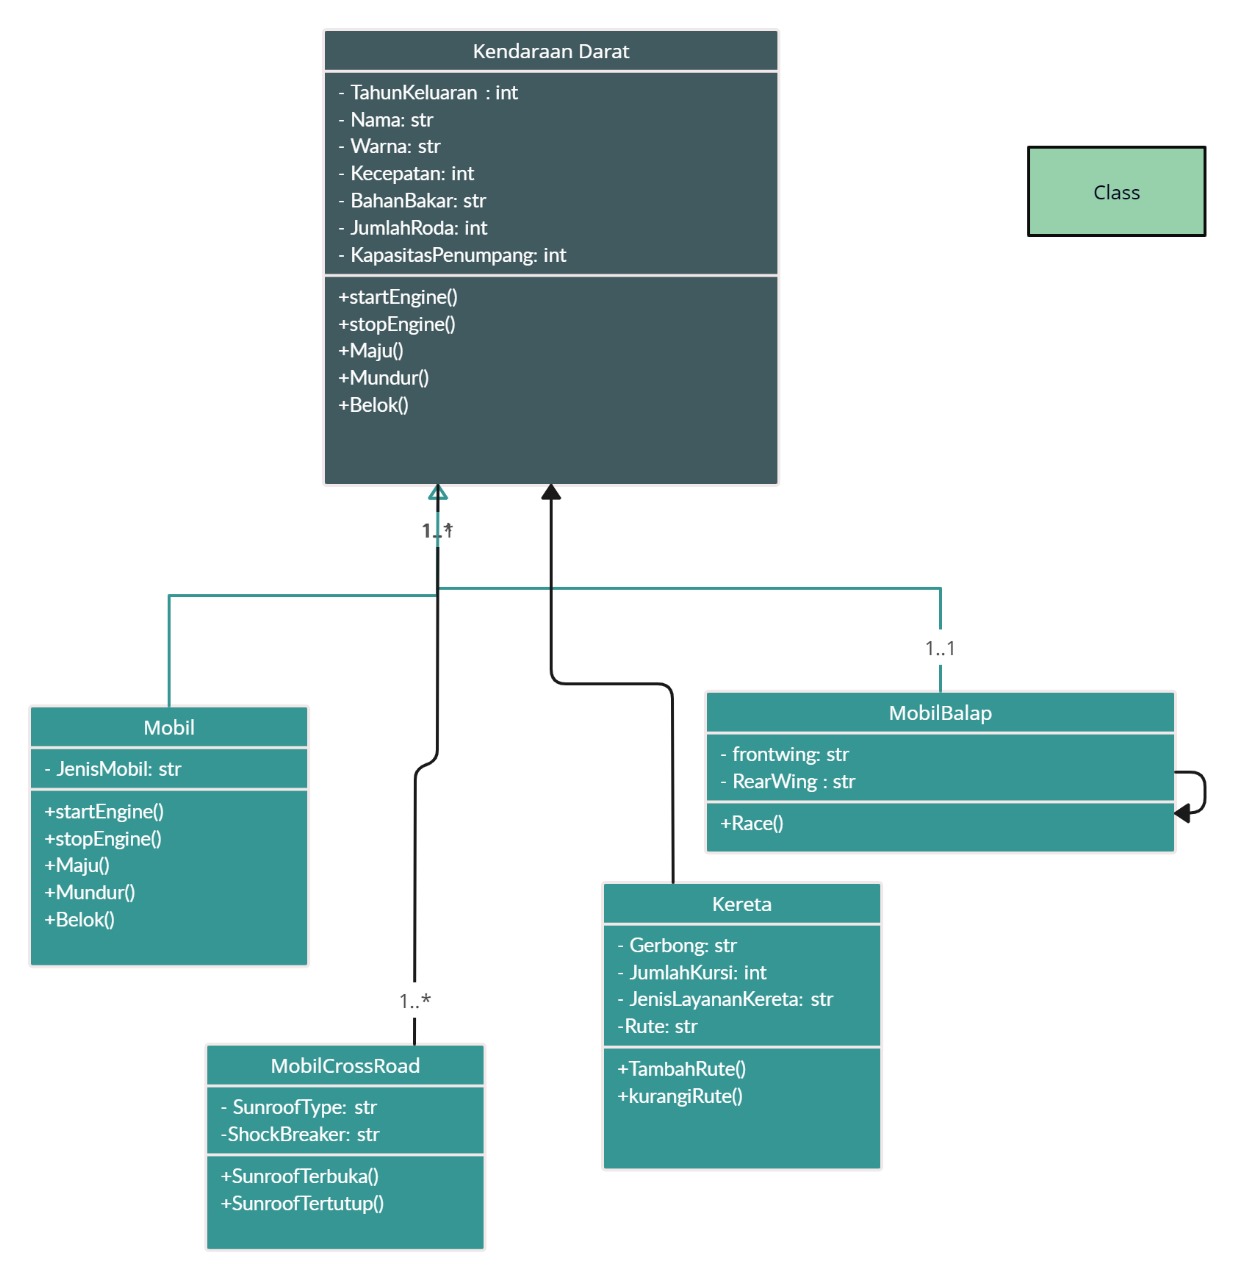 Kendaraan Darat
- TahunKeluaran : int
- Nama: str
- Warna: str
- Kecepatan: int
- BahanBakar: str
- JumlahRoda: int
- KapasitasPenumpang: int
+startEngine()
+stopEngine()
+Maju()
+Mundur()
+Belok()
Class
1..*
1..1
Mobil
- JenisMobil: str
+startEngine()
+stopEngine()
+Maju()
+Mundur()
+Belok()
MobilBalap
- frontwing: str
- RearWing : str
+Race()
Kereta
- Gerbong: str
- JumlahKursi: int
- JenisLayananKereta: str
-Rute: str
+TambahRute()
+kurangiRute()
1..*
MobilCrossRoad
- SunroofType: str
-ShockBreaker: str
+SunroofTerbuka()
+SunroofTertutup()